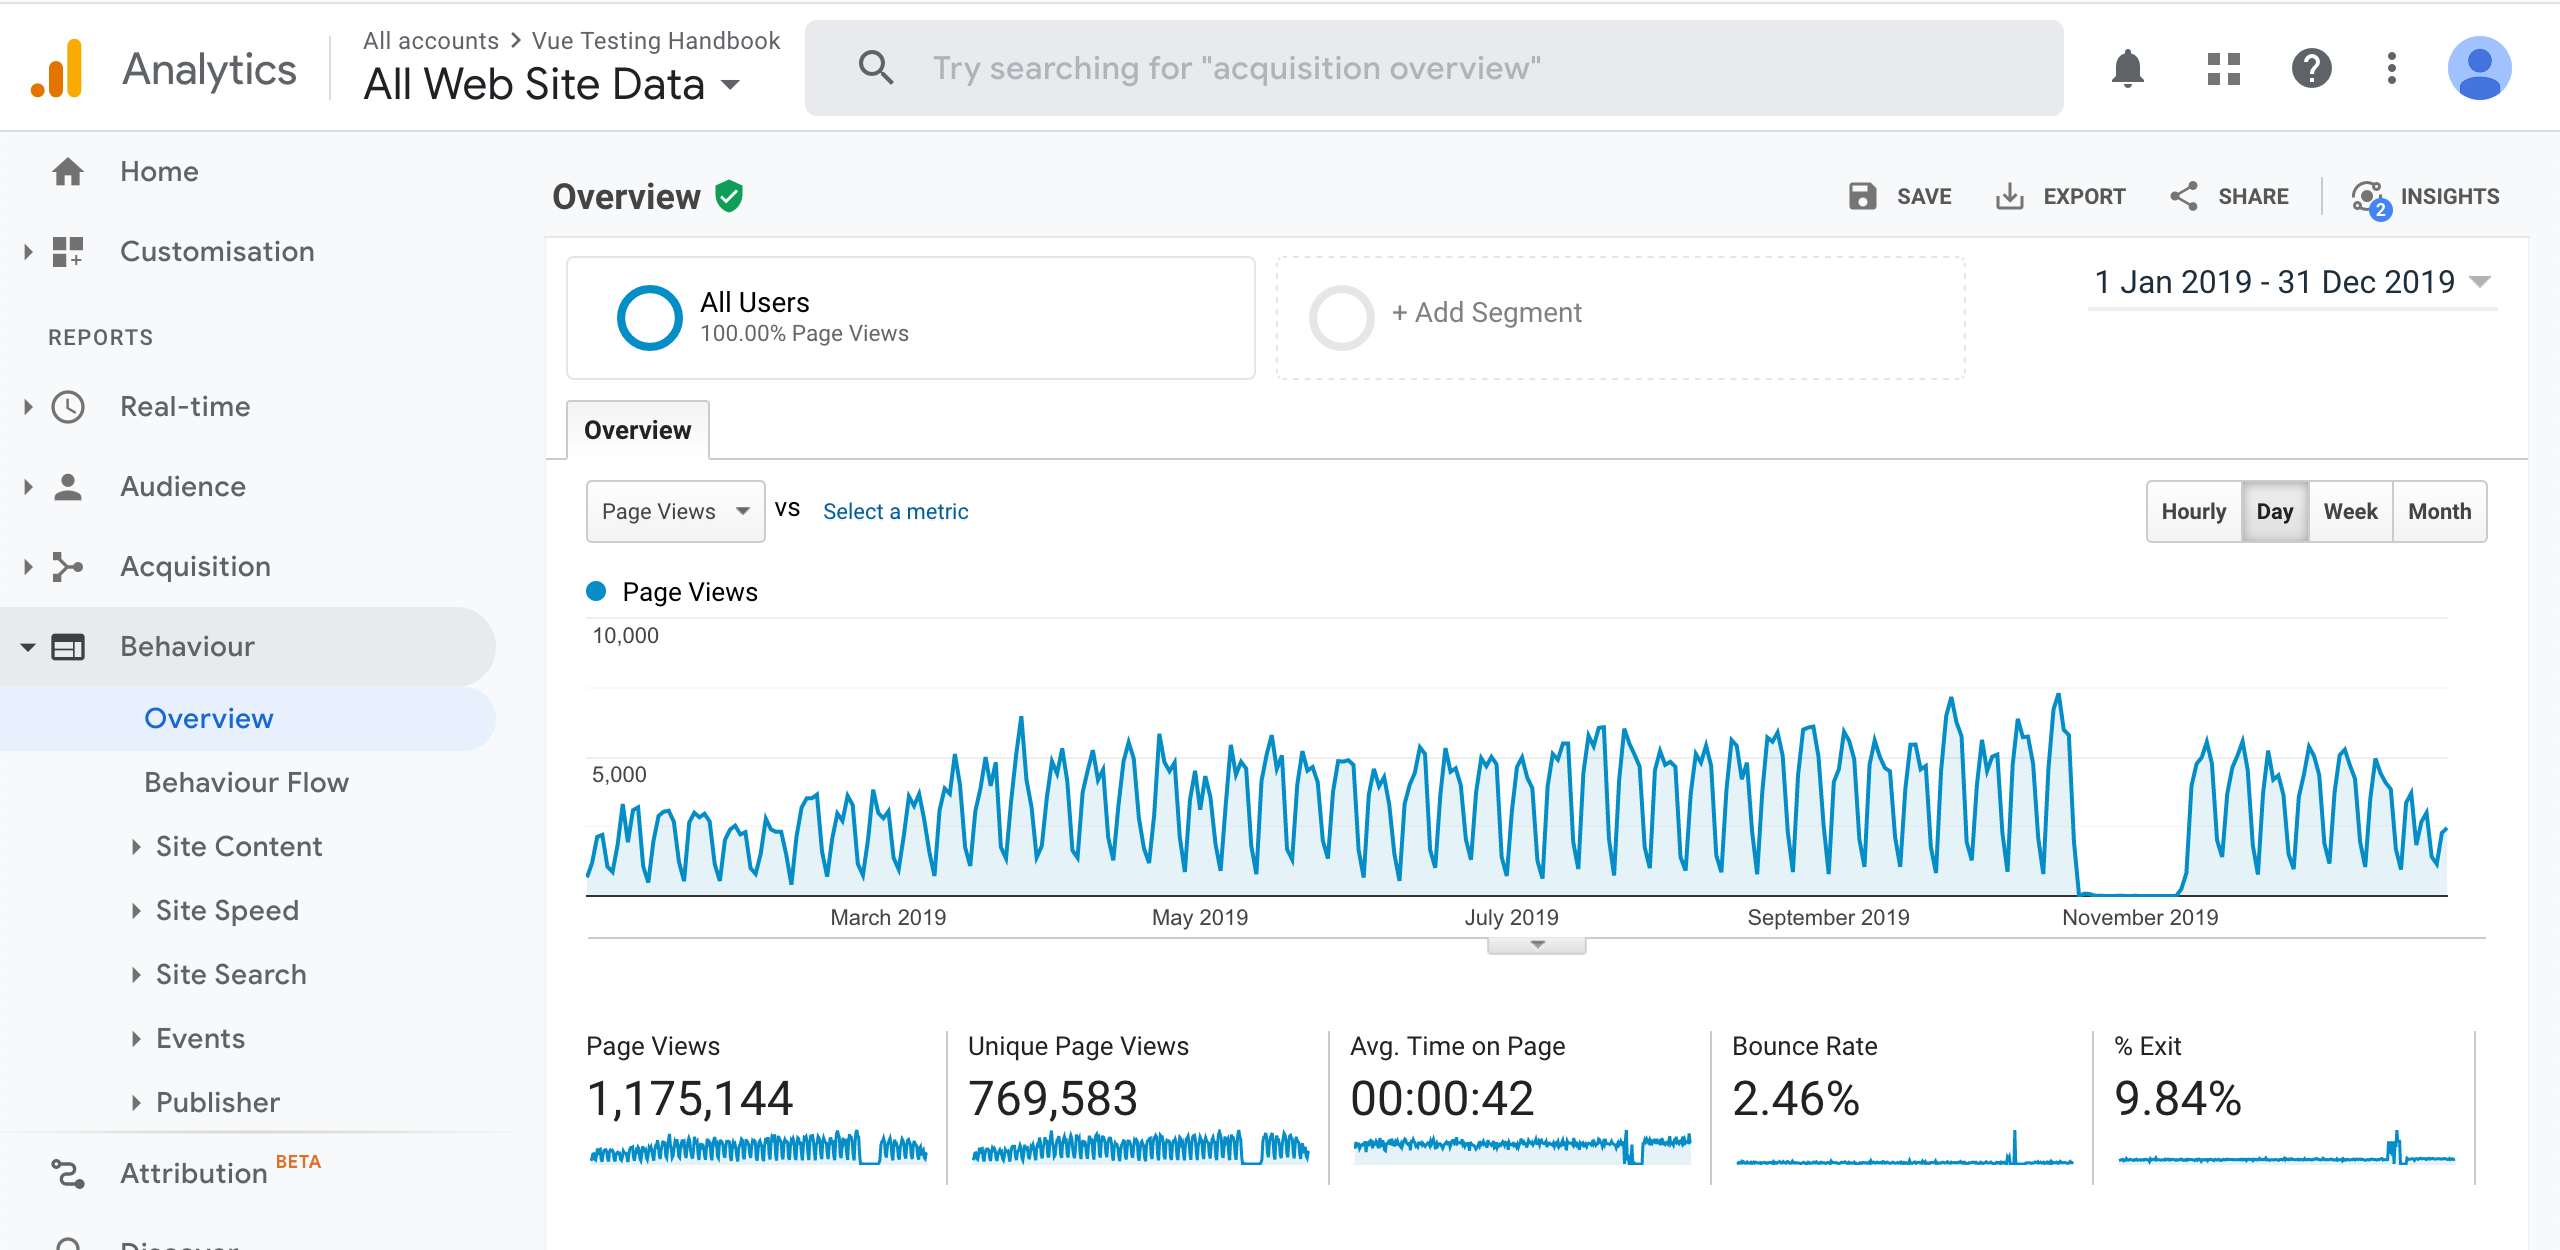 Analytics
All accounts > Vue Testing Handbook
All Web Site Data
Try searching for "acquisition overview"
Home
Customisation
REPORTS
Real-time
Audience
Acquisition
Behaviour
Overview
Behaviour Flow
Site Content
Site Speed
Site Search
Events
Publisher
Attribution BETA
Discover
Overview
SAVE
EXPORT
SHARE
2
INSIGHTS
All Users
100.00% Page Views
+ Add Segment
1 Jan 2019 - 31 Dec 2019
Overview
Page Views
VS
Select a metric
Hourly
Day
Week
Month
Page Views
10,000
5,000
March 2019
May 2019
July 2019
September 2019
November 2019
Page Views
1,175,144
Unique Page Views
769,583
Avg. Time on Page
00:00:42
Bounce Rate
2.46%
% Exit
9.84%